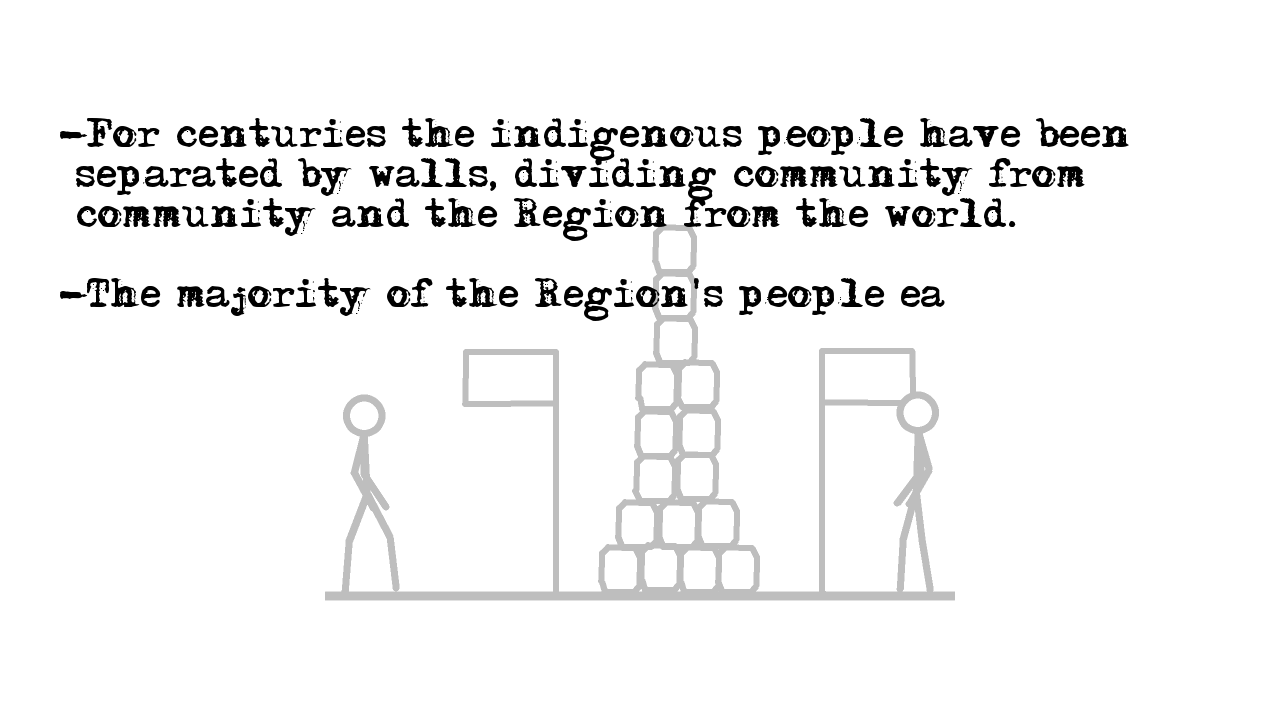 -For centuries the indigenous people have been
separated by walls, dividing community from
community and the Region from the world.
-The majority of the Region's people ea